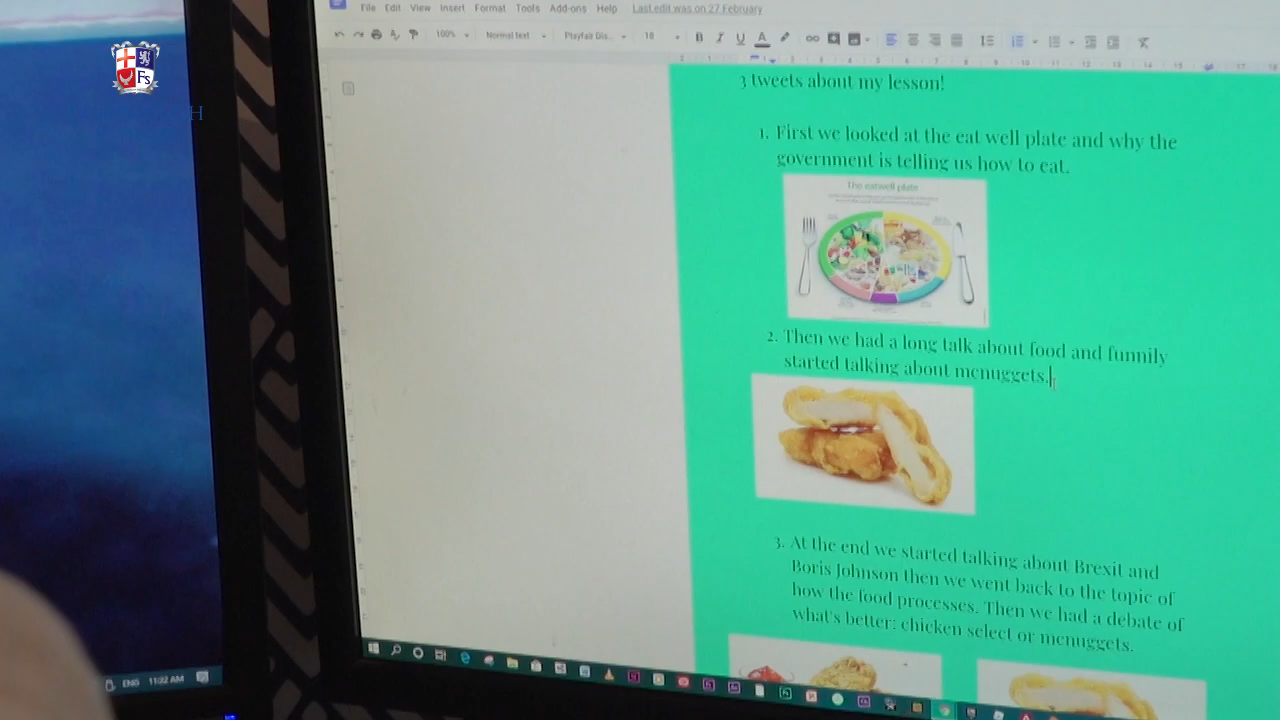 File Edit View Insert Format Tools Add-ons Help Last edit was on 27 February
100% Normal text Playfair Dis... 18 B I U A
Fs
H
3 tweets about my lesson!
1. First we looked at the eat well plate and why the
government is telling us how to eat.
The eatwell plate
2. Then we had a long talk about food and funnily
started talking about mcnuggets.
3. At the end we started talking about Brexit and
Boris Johnson then we went back to the topic of
how the food processes. Then we had a debate of
what's better: chicken select or mcnuggets.
ENG 11:22 AM